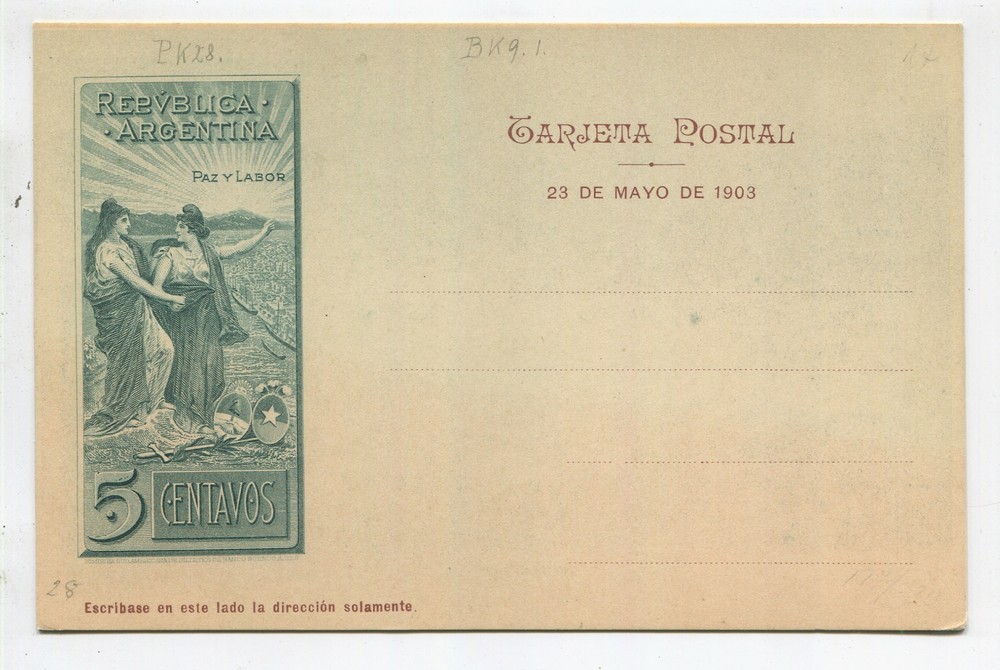 PK28.
BK9.1.
REPVBLICA ·
· ARGENTINA
PAZ Y LABOR
5 CENTAVOS
TARJETA POSTAL
23 DE MAYO DE 1903
28
Escríbase en este lado la dirección solamente.